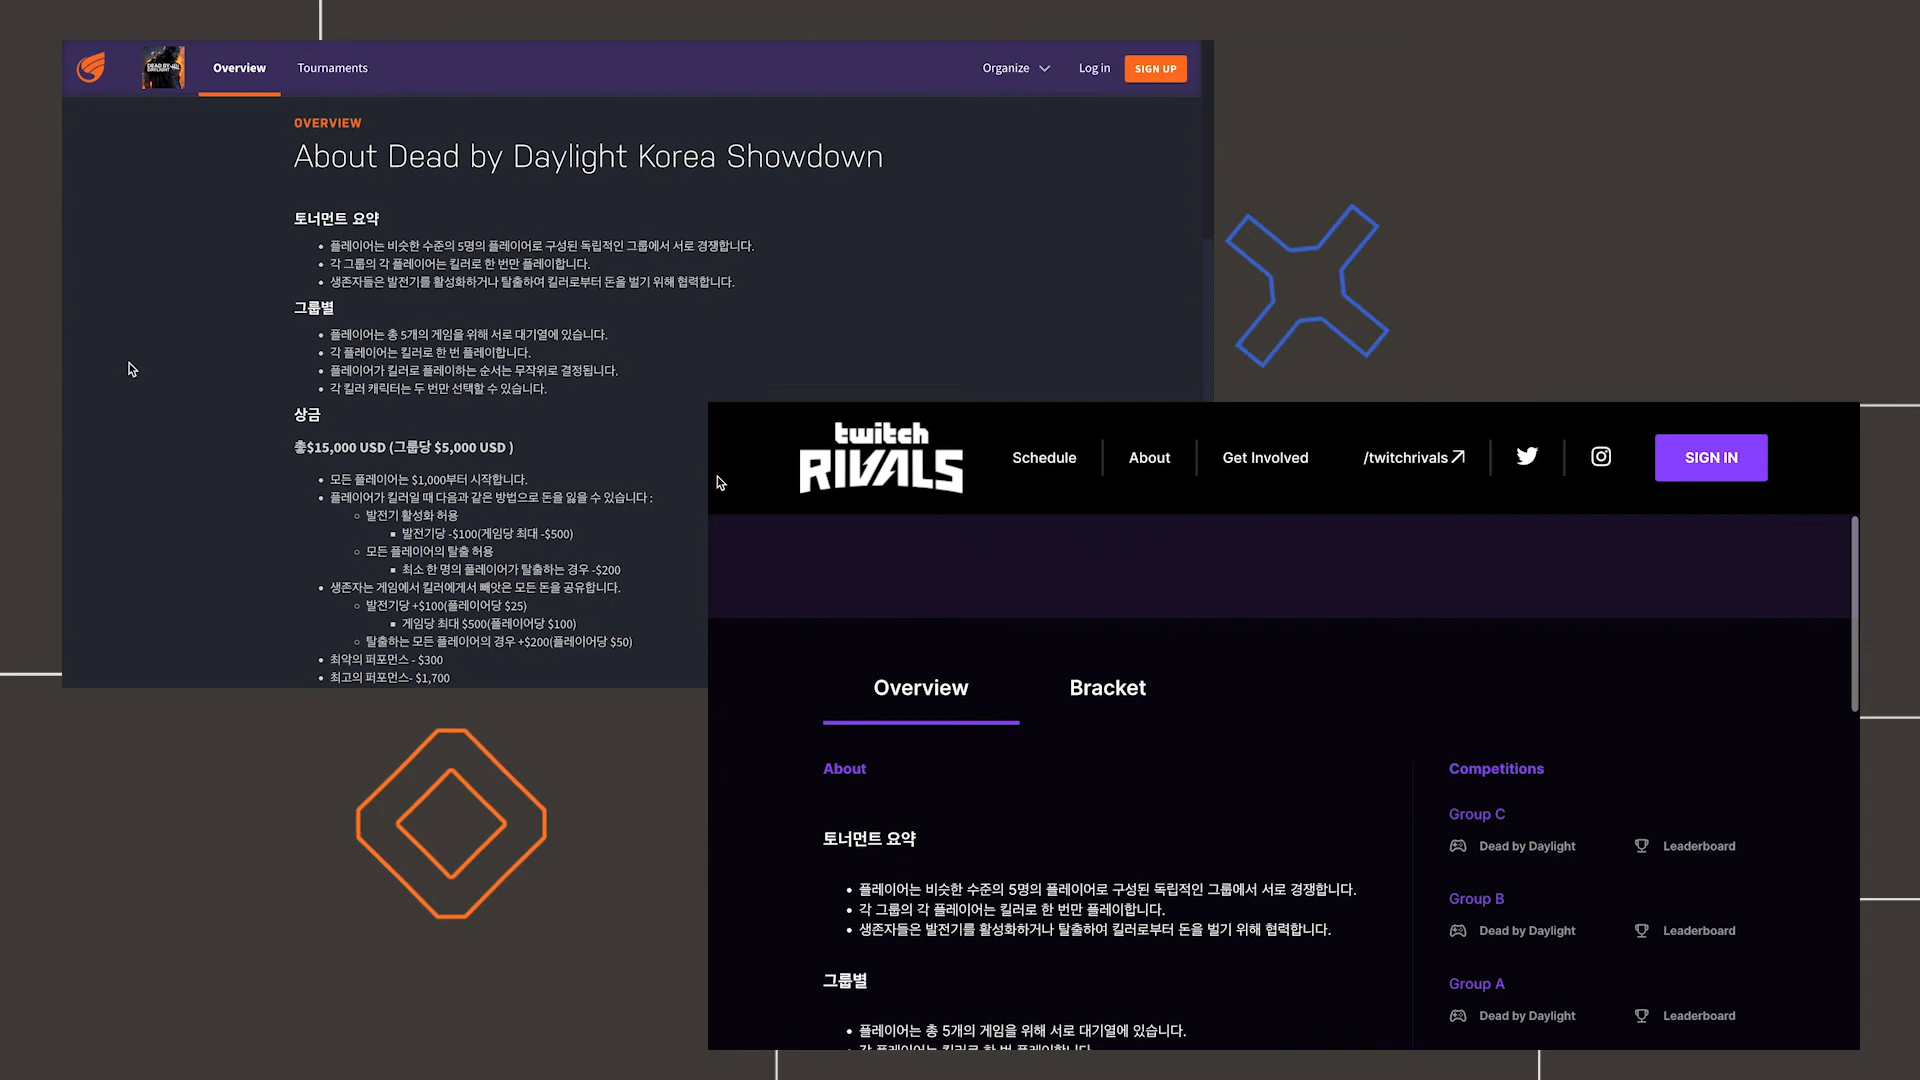 DEAD BY DAYLIGHT
Overview
Tournaments
Organize
Log in
SIGN UP
OVERVIEW
About Dead by Daylight Korea Showdown
토너먼트 요약
• 플레이어는 비슷한 수준의 5명의 플레이어로 구성된 독립적인 그룹에서 서로 경쟁합니다.
• 각 그룹의 각 플레이어는 킬러로 한 번만 플레이합니다.
• 생존자들은 발전기를 활성화하거나 탈출하여 킬러로부터 돈을 벌기 위해 협력합니다.
그룹별
• 플레이어는 총 5개의 게임을 위해 서로 대기열에 있습니다.
• 각 플레이어는 킬러로 한 번 플레이합니다.
• 플레이어가 킬러로 플레이하는 순서는 무작위로 결정됩니다.
• 각 킬러 캐릭터는 두 번만 선택할 수 있습니다.
상금
총$15,000 USD (그룹당 $5,000 USD )
• 모든 플레이어는 $1,000부터 시작합니다.
• 플레이어가 킬러일 때 다음과 같은 방법으로 돈을 잃을 수 있습니다 :
◦ 발전기 활성화 허용
▪ 발전기당 -$100(게임당 최대 -$500)
◦ 모든 플레이어의 탈출 허용
▪ 최소 한 명의 플레이어가 탈출하는 경우 -$200
• 생존자는 게임에서 킬러에게서 빼앗은 모든 돈을 공유합니다.
◦ 발전기당 +$100(플레이어당 $25)
▪ 게임당 최대 $500(플레이어당 $100)
◦ 탈출하는 모든 플레이어의 경우 +$200(플레이어당 $50)
• 최악의 퍼포먼스 - $300
• 최고의 퍼포먼스- $1,700
twitch
RIVALS
Schedule
About
Get Involved
/twitchrivals
SIGN IN
Overview
Bracket
About
토너먼트 요약
• 플레이어는 비슷한 수준의 5명의 플레이어로 구성된 독립적인 그룹에서 서로 경쟁합니다.
• 각 그룹의 각 플레이어는 킬러로 한 번만 플레이합니다.
• 생존자들은 발전기를 활성화하거나 탈출하여 킬러로부터 돈을 벌기 위해 협력합니다.
그룹별
• 플레이어는 총 5개의 게임을 위해 서로 대기열에 있습니다.
• 각 플레이어는 킬러로 한 번 플레이합니다.
Competitions
Group C
Dead by Daylight
Leaderboard
Group B
Dead by Daylight
Leaderboard
Group A
Dead by Daylight
Leaderboard